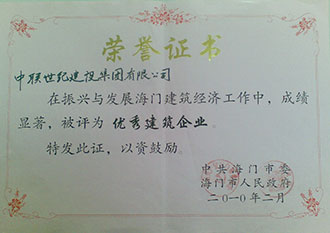 荣誉证书
中联世纪建设集团有限公司
在振兴与发展海门建筑经济工作中，成绩
显著，被评为 优秀建筑企业
特发此证，以资鼓励
中共海门市委
海门市人民政府
二〇一〇年二月